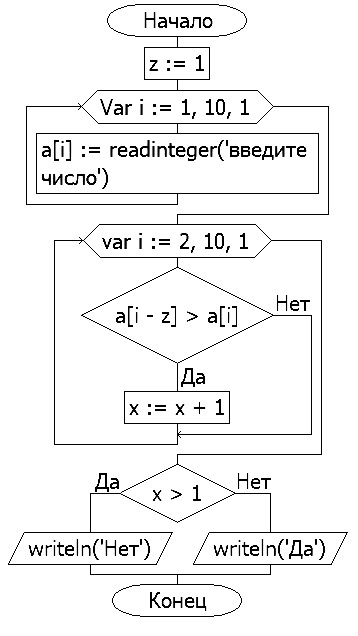 Начало
z := 1
Var i := 1, 10, 1
a[i] := readinteger('введите
число')
var i := 2, 10, 1
a[i - z] > a[i]
Нет
Да
x := x + 1
Да
x > 1
Нет
writeln('Нет')
writeln('Да')
Конец